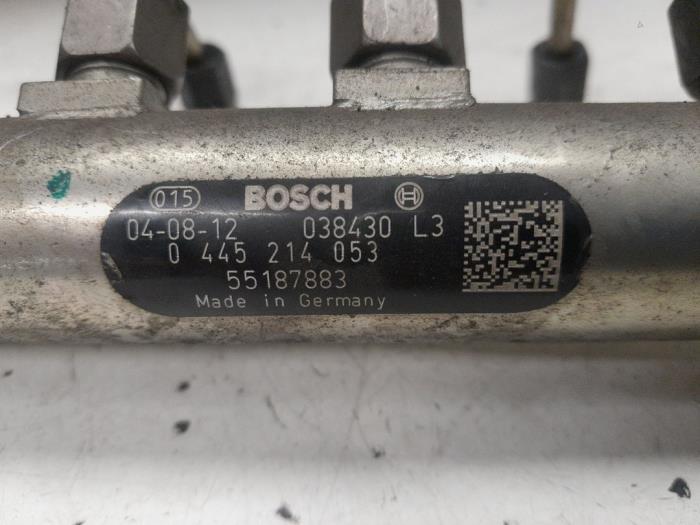 015 BOSCH
04-08-12 038430 L3
0 445 214 053
55187883
Made in Germany